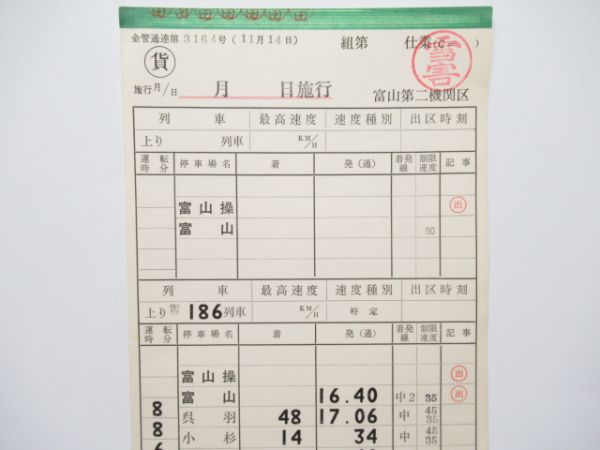 金管通達第3164号(11月14日) 組第 仕業(C= )
雪害
貨
施行月/日 月 日施行 富山第二機関区
列車 最高速度 速度種別 出区時刻
上り 列車 KM/H
運転時分 停車場名 着 発(通) 着発線 制限速度 記事
富山操 出
富山 50
列車 最高速度 速度種別 出区時刻
上り 雪186列車 KM/H 特定
運転時分 停車場名 着 発(通) 着発線 制限速度 記事
富山操 出
富山 16.40 中2 35 出
8 呉羽 48 17.06 中 45 35
8 小杉 14 34 中 45 35
6